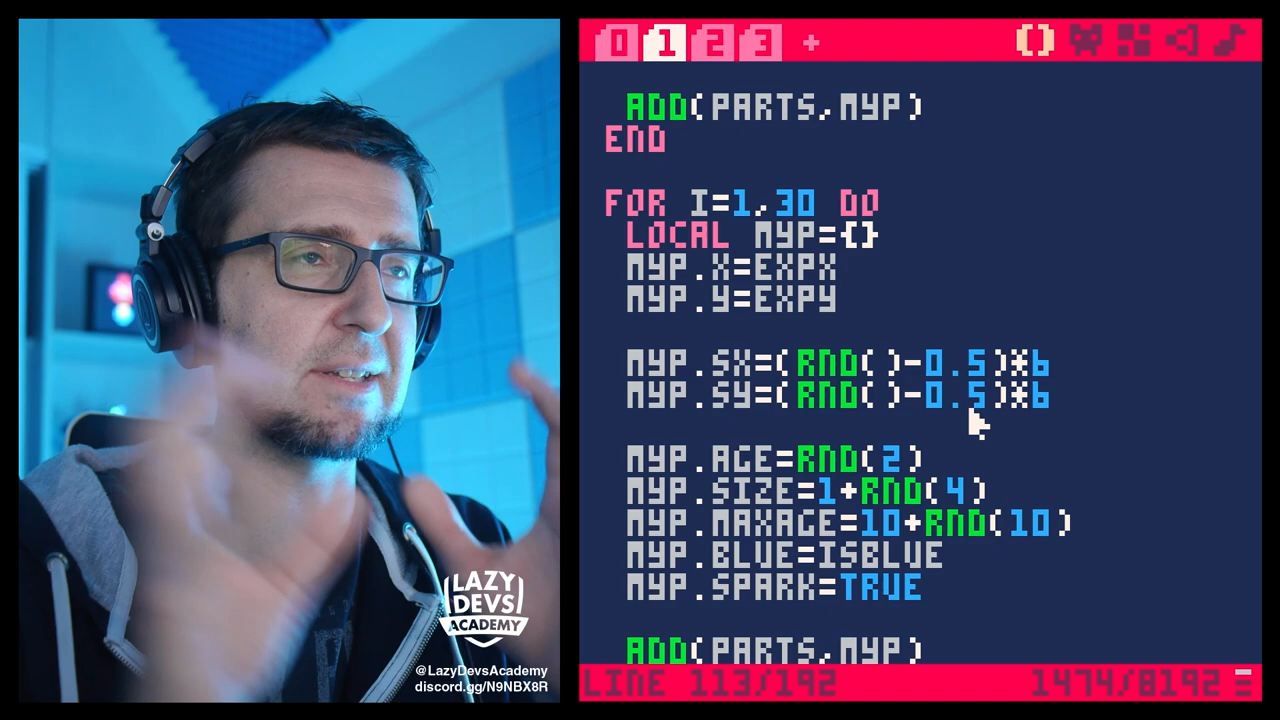 LAZY
DEVS
ACADEMY
@LazyDevsAcademy
discord.gg/N9NBX8R
0 1 2 3 +
ADD(PARTS,MYP)
END
FOR I=1,30 DO
LOCAL MYP={}
MYP.X=EXPX
MYP.Y=EXPY
MYP.SX=(RND()-0.5)*6
MYP.SY=(RND()-0.5)*6
MYP.AGE=RND(2)
MYP.SIZE=1+RND(4)
MYP.MAXAGE=10+RND(10)
MYP.BLUE=ISBLUE
MYP.SPARK=TRUE
ADD(PARTS,MYP)
LINE 113/192 1474/8192